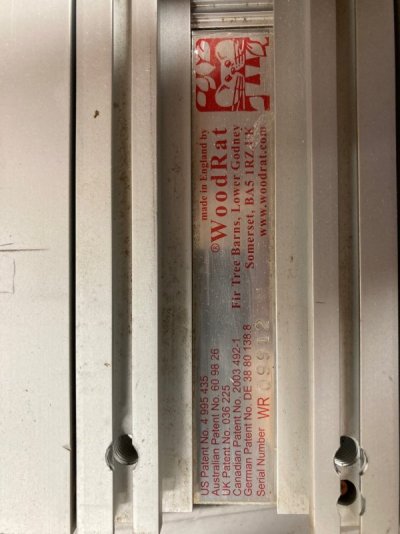 made in England by
®WoodRat
Fir Tree Barns, Lower Godney
Somerset, BA5 1RZ UK
www.woodrat.com
US Patent No. 4 995 435
Australian Patent No. 60 98 26
UK Patent No. 036 225
Canadian Patent No. 2003 492-1
German Patent No. DE 38 80 138.8
Serial Number WR 09912